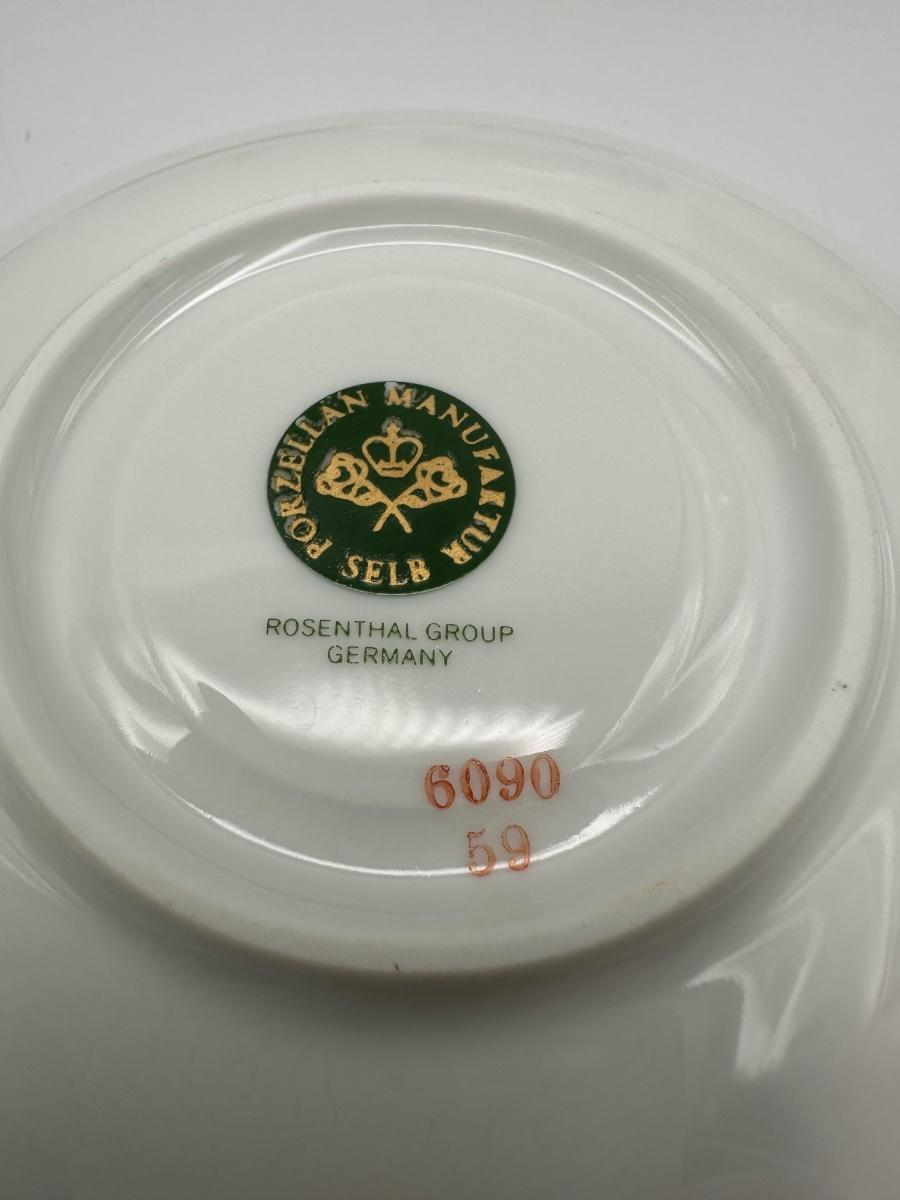 PORZELLAN MANUFAKTUR
SELB
ROSENTHAL GROUP
GERMANY
6090
59